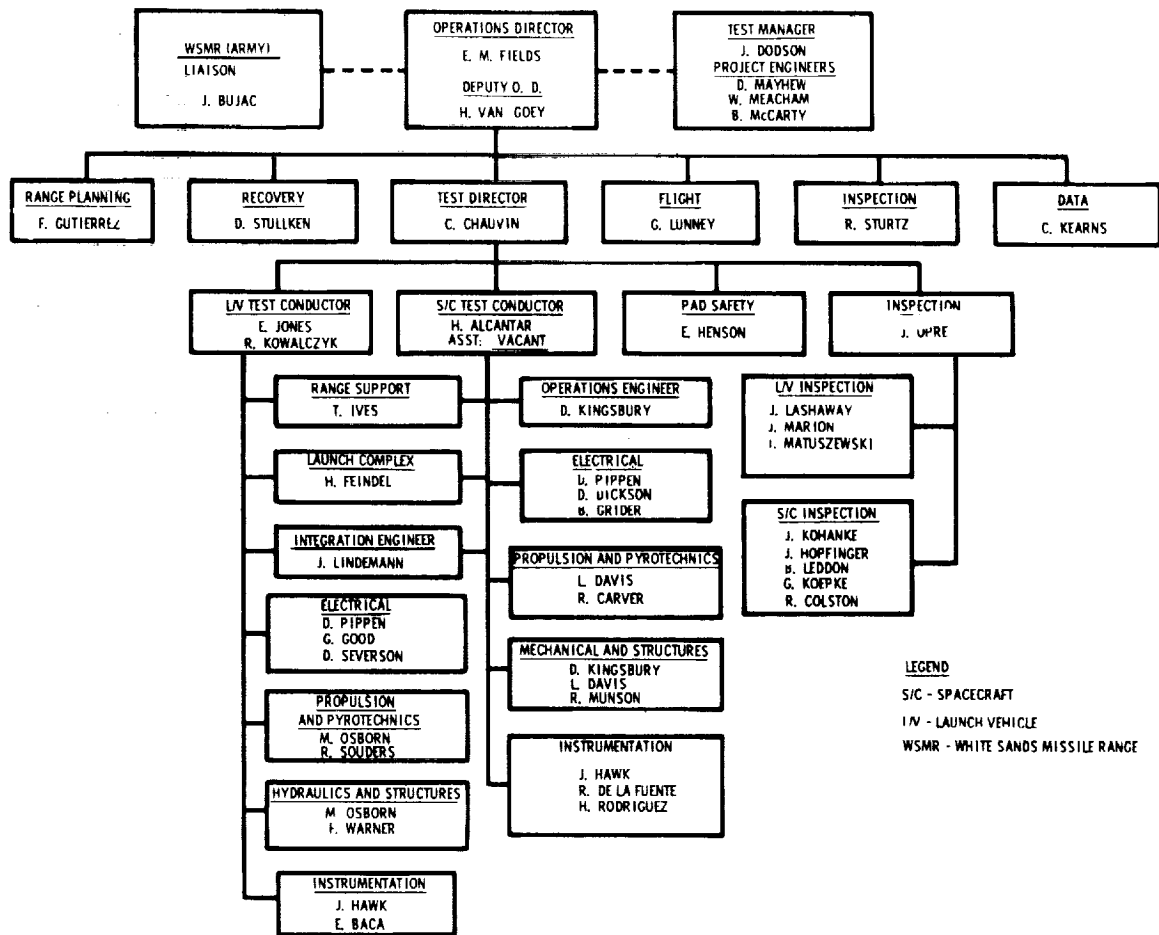 WSMR (ARMY)
LIAISON
J. BUJAC
OPERATIONS DIRECTOR
E. M. FIELDS
DEPUTY O. D.
H. VAN GOEY
TEST MANAGER
J. DODSON
PROJECT ENGINEERS
D. MAYHEW
W. MEACHAM
B. McCARTY
RANGE PLANNING
F. GUTIERREZ
RECOVERY
D. STULLKEN
TEST DIRECTOR
C. CHAUVIN
FLIGHT
G. LUNNEY
INSPECTION
R. STURTZ
DATA
C. KEARNS
L/V TEST CONDUCTOR
E. JONES
R. KOWALCZYK
S/C TEST CONDUCTOR
H. ALCANTAR
ASST: VACANT
PAD SAFETY
E. HENSON
INSPECTION
J.
RANGE SUPPORT
T. IVES
LAUNCH COMPLEX
H. FEINDEL
INTEGRATION ENGINEER
J. LINDEMANN
ELECTRICAL
D. PIPPEN
G. GOOD
D. SEVERSON
PROPULSION
AND PYROTECHNICS
M. OSBORN
R. SOUDERS
HYDRAULICS AND STRUCTURES
M. OSBORN
F. WARNER
INSTRUMENTATION
J. HAWK
E. BACA
OPERATIONS ENGINEER
D. KINGSBURY
ELECTRICAL
D. PIPPEN
D. DICKSON
B. GRIDER
PROPULSION AND PYROTECHNICS
L. DAVIS
R. CARVER
MECHANICAL AND STRUCTURES
D. KINGSBURY
L. DAVIS
R. MUNSON
INSTRUMENTATION
J. HAWK
R. DE LA FUENTE
H. RODRIGUEZ
L/V INSPECTION
J. LASHAWAY
J. MARION
MATUSZEWSKI
S/C INSPECTION
J. KOHANKE
J. HOPFINGER
B. LEDDON
G. KOEPKE
R. COLSTON
LEGEND
S/C - SPACECRAFT
L/V - LAUNCH VEHICLE
WSMR - WHITE SANDS MISSILE RANGE